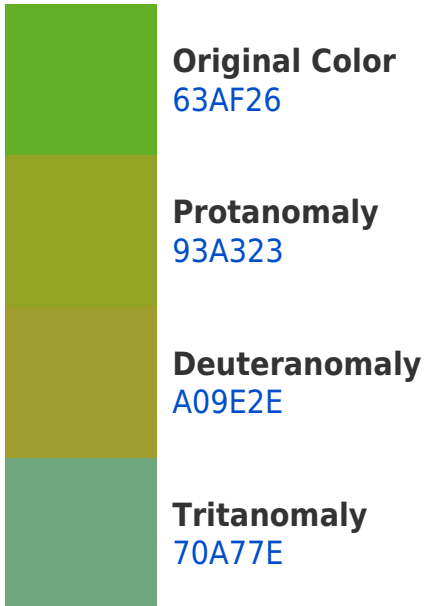 Original Color
63AF26
Protanomaly
93A323
Deuteranomaly
A09E2E
Tritanomaly
70A77E